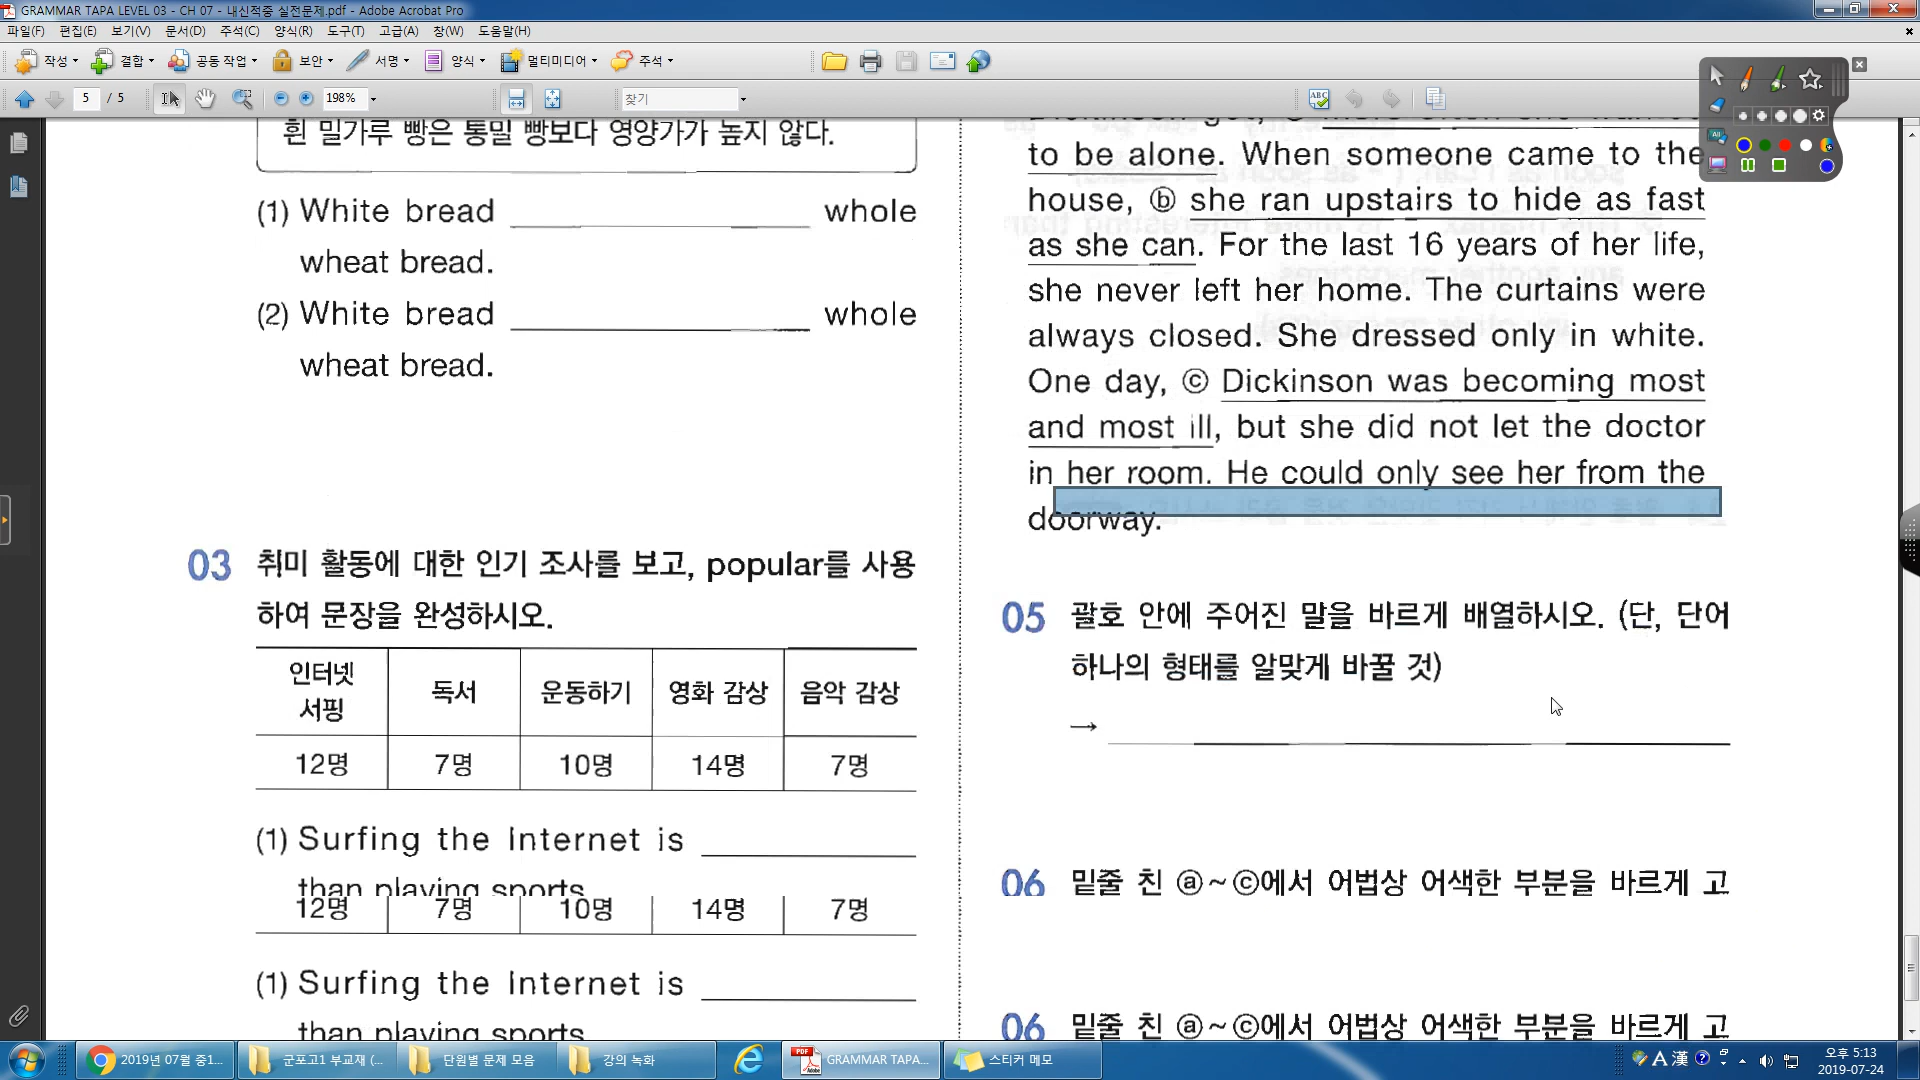 GRAMMAR TAPA LEVEL 03 - CH 07 - 내신적중 실전문제.pdf - Adobe Acrobat Pro
파일(F) 편집(E) 보기(V) 문서(D) 주석(C) 양식(R) 도구(T) 고급(A) 창(W) 도움말(H)
작성 결합 공동 작업 보안 서명 양식 멀티미디어 주석
5 / 5 198% 찾기
흰 밀가루 빵은 통밀 빵보다 영양가가 높지 않다.
(1) White bread whole
wheat bread.
(2) White bread whole
wheat bread.
03 취미 활동에 대한 인기 조사를 보고, popular를 사용
하여 문장을 완성하시오.
인터넷 서핑 독서 운동하기 영화 감상 음악 감상
12명 7명 10명 14명 7명
(1) Surfing the Internet is
than playing sports
12명 7명 10명 14명 7명
(1) Surfing the Internet is
than playing sports
to be alone. When someone came to the
house, ⓑ she ran upstairs to hide as fast
as she can. For the last 16 years of her life,
she never left her home. The curtains were
always closed. She dressed only in white.
One day, ⓒ Dickinson was becoming most
and most ill, but she did not let the doctor
in her room. He could only see her from the
doorway.
05 괄호 안에 주어진 말을 바르게 배열하시오. (단, 단어
하나의 형태를 알맞게 바꿀 것)
→
06 밑줄 친 ⓐ~ⓒ에서 어법상 어색한 부분을 바르게 고
06 밑줄 친 ⓐ~ⓒ에서 어법상 어색한 부분을 바르게 고
2019년 07월 중1... 군포고1 부교재 (... 단원별 문제 모음 강의 녹화 GRAMMAR TAPA... 스티커 메모
A 漢
오후 5:13
2019-07-24